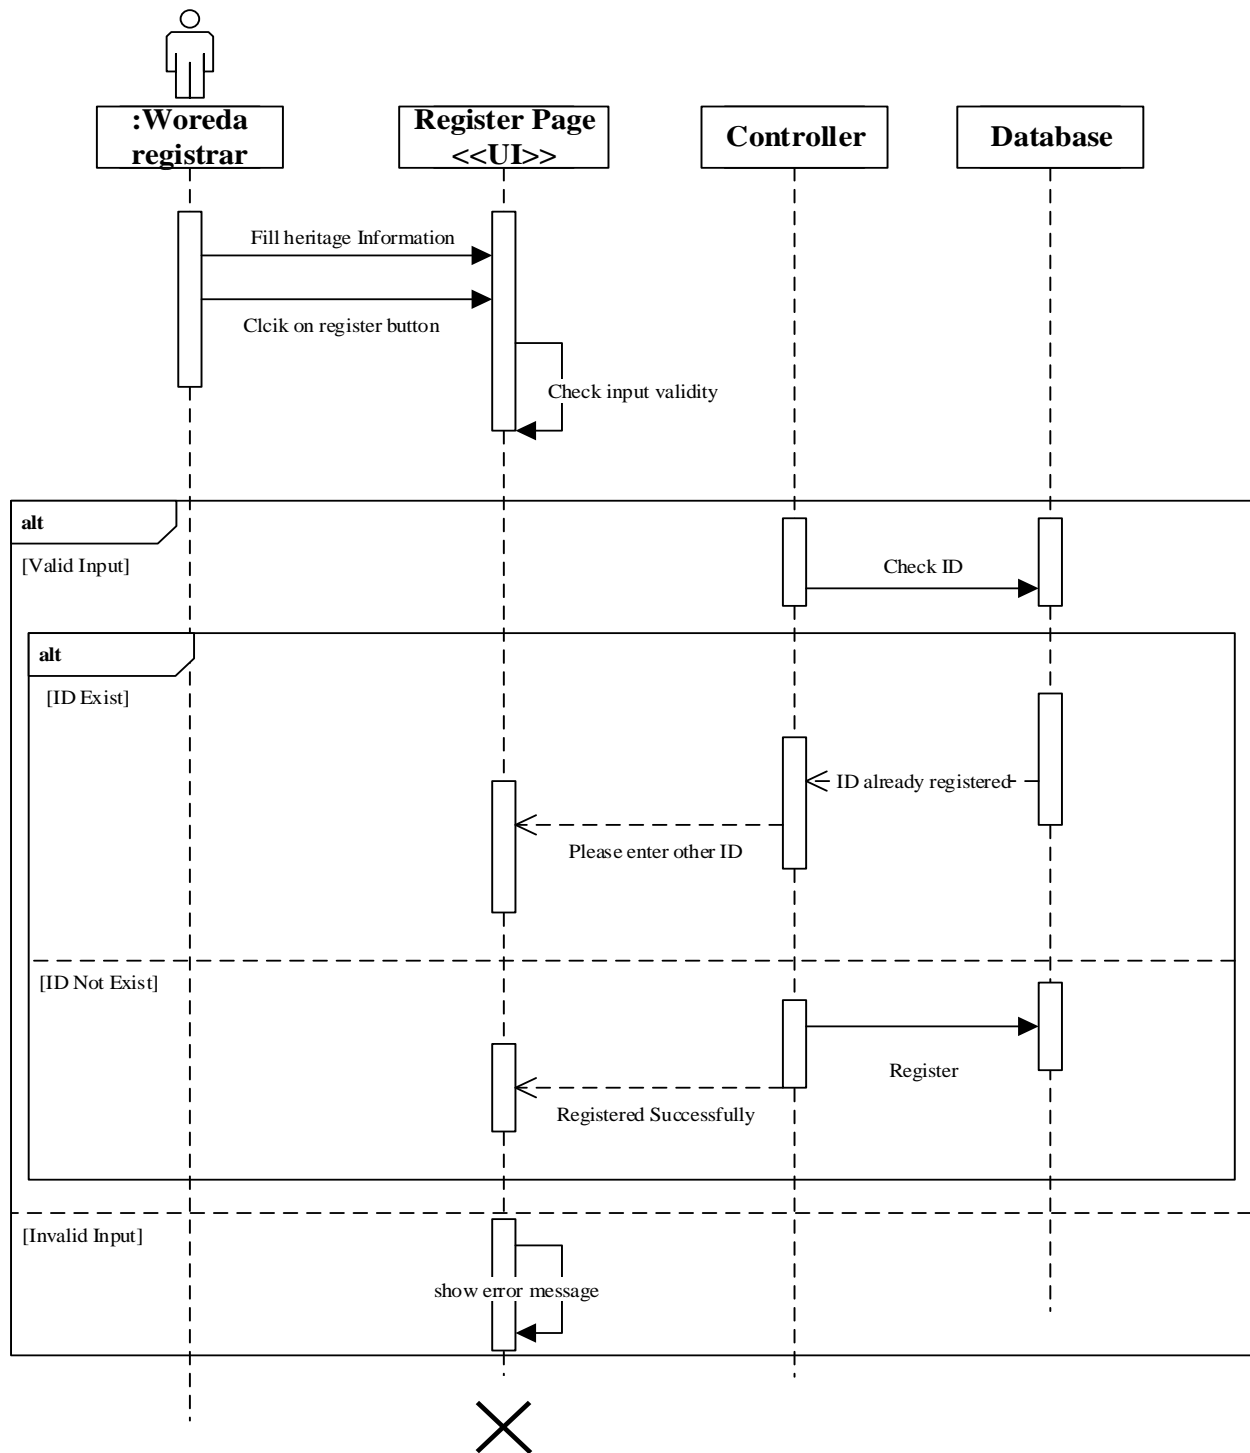 :Woreda
registrar
Register Page
<<UI>>
Controller
Database
Fill heritage Information
Clcik on register button
Check input validity
alt
[Valid Input]
Check ID
alt
[ID Exist]
ID already registered
Please enter other ID
[ID Not Exist]
Register
Registered Successfully
[Invalid Input]
show error message